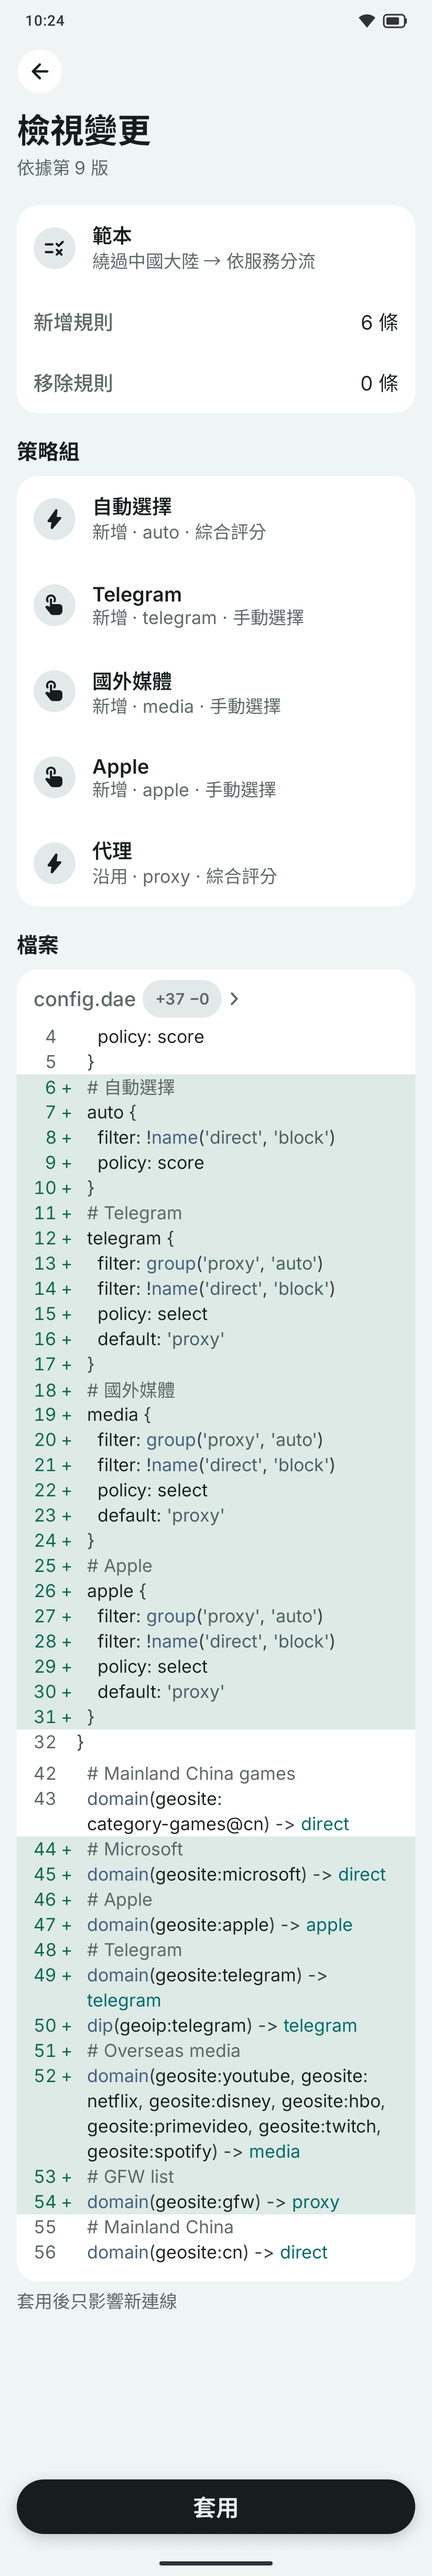 10:24
檢視變更
依據第 9 版
範本
繞過中國大陸 → 依服務分流
新增規則 6 條
移除規則 0 條
策略組
自動選擇
新增 · auto · 綜合評分
Telegram
新增 · telegram · 手動選擇
國外媒體
新增 · media · 手動選擇
Apple
新增 · apple · 手動選擇
代理
沿用 · proxy · 綜合評分
檔案
config.dae +37 −0
4 policy: score
5 }
6 + # 自動選擇
7 + auto {
8 + filter: !name('direct', 'block')
9 + policy: score
10 + }
11 + # Telegram
12 + telegram {
13 + filter: group('proxy', 'auto')
14 + filter: !name('direct', 'block')
15 + policy: select
16 + default: 'proxy'
17 + }
18 + # 國外媒體
19 + media {
20 + filter: group('proxy', 'auto')
21 + filter: !name('direct', 'block')
22 + policy: select
23 + default: 'proxy'
24 + }
25 + # Apple
26 + apple {
27 + filter: group('proxy', 'auto')
28 + filter: !name('direct', 'block')
29 + policy: select
30 + default: 'proxy'
31 + }
32 }
42 # Mainland China games
43 domain(geosite:
category-games@cn) -> direct
44 + # Microsoft
45 + domain(geosite:microsoft) -> direct
46 + # Apple
47 + domain(geosite:apple) -> apple
48 + # Telegram
49 + domain(geosite:telegram) ->
telegram
50 + dip(geoip:telegram) -> telegram
51 + # Overseas media
52 + domain(geosite:youtube, geosite:
netflix, geosite:disney, geosite:hbo,
geosite:primevideo, geosite:twitch,
geosite:spotify) -> media
53 + # GFW list
54 + domain(geosite:gfw) -> proxy
55 # Mainland China
56 domain(geosite:cn) -> direct
套用後只影響新連線
套用